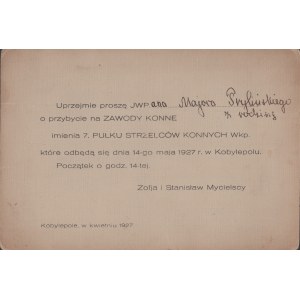 Uprzejmie proszę JWPana Majora Prylińskiego
z rodziną
o przybycie na ZAWODY KONNE
imienia 7. PUŁKU STRZELCÓW KONNYCH Wkp.
które odbędą się dnia 14-go maja 1927 r. w Kobylepolu.
Początek o godz. 14-tej.
Zofja i Stanisław Mycielscy
Kobylepole, w kwietniu 1927.